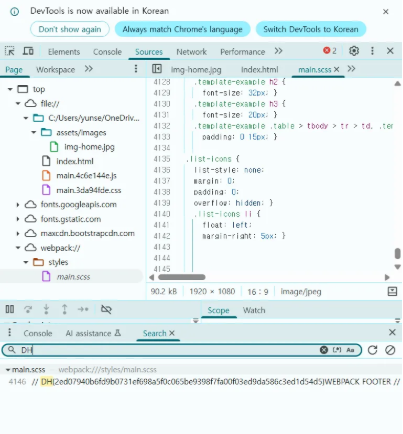 DevTools is now available in Korean
Don't show again
Always match Chrome's language
Switch DevTools to Korean
Elements
Console
Sources
Network
Performance
>>
2
Page
Workspace
>>
img-home.jpg
index.html
main.scss
>>
top
file://
C:/Users/yunse/OneDriv...
assets/images
img-home.jpg
index.html
main.4c6e144e.js
main.3da94fde.css
fonts.googleapis.com
fonts.gstatic.com
maxcdn.bootstrapcdn.com
webpack://
styles
main.scss
4128 .template-example h2 {
4129 font-size: 32px; }
4130 .template-example h3 {
4131 font-size: 20px; }
4132 .template-example .table > tbody > tr > td, .tem
4133 padding: 0 15px; }
4134
4135 .list-icons {
4136 list-style: none;
4137 margin: 0;
4138 padding: 0;
4139 overflow: hidden; }
4140 .list-icons li {
4141 float: left;
4142 margin-right: 5px; }
4143
4144
4145
90.2 kB
1920 × 1080
16 : 9
image/jpeg
Scope
Watch
Console
AI assistance
Search
DH
(.*)
Aa
main.scss webpack:///styles/main.scss
4146 // DH{2ed07940b6fd9b0731ef698a5f0c065be9398f7fa00f03ed9da586c3ed1d54d5}WEBPACK FOOTER //